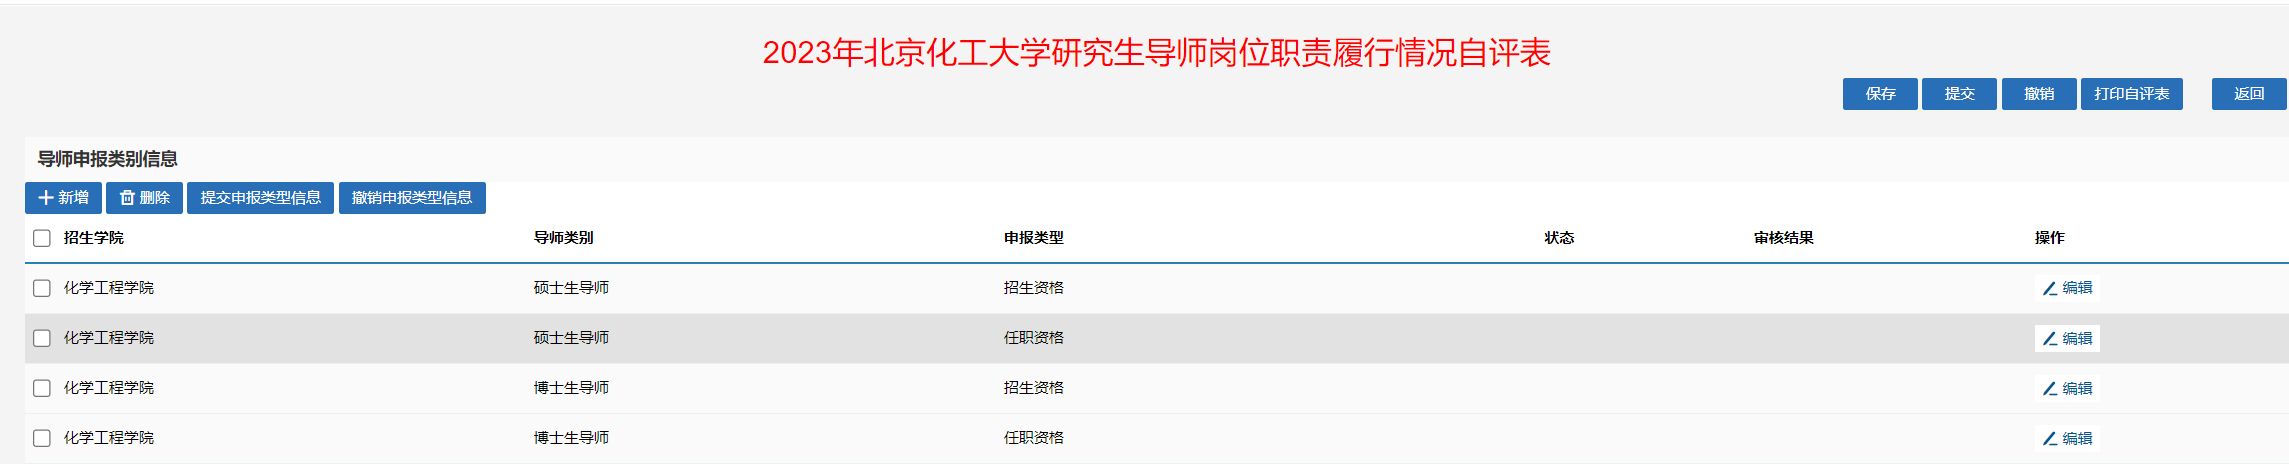 2023年北京化工大学研究生导师岗位职责履行情况自评表
保存 提交 撤销 打印自评表 返回
导师申报类别信息
新增 删除 提交申报类型信息 撤销申报类型信息
招生学院 导师类别 申报类型 状态 审核结果 操作
化学工程学院 硕士生导师 招生资格 编辑
化学工程学院 硕士生导师 任职资格 编辑
化学工程学院 博士生导师 招生资格 编辑
化学工程学院 博士生导师 任职资格 编辑